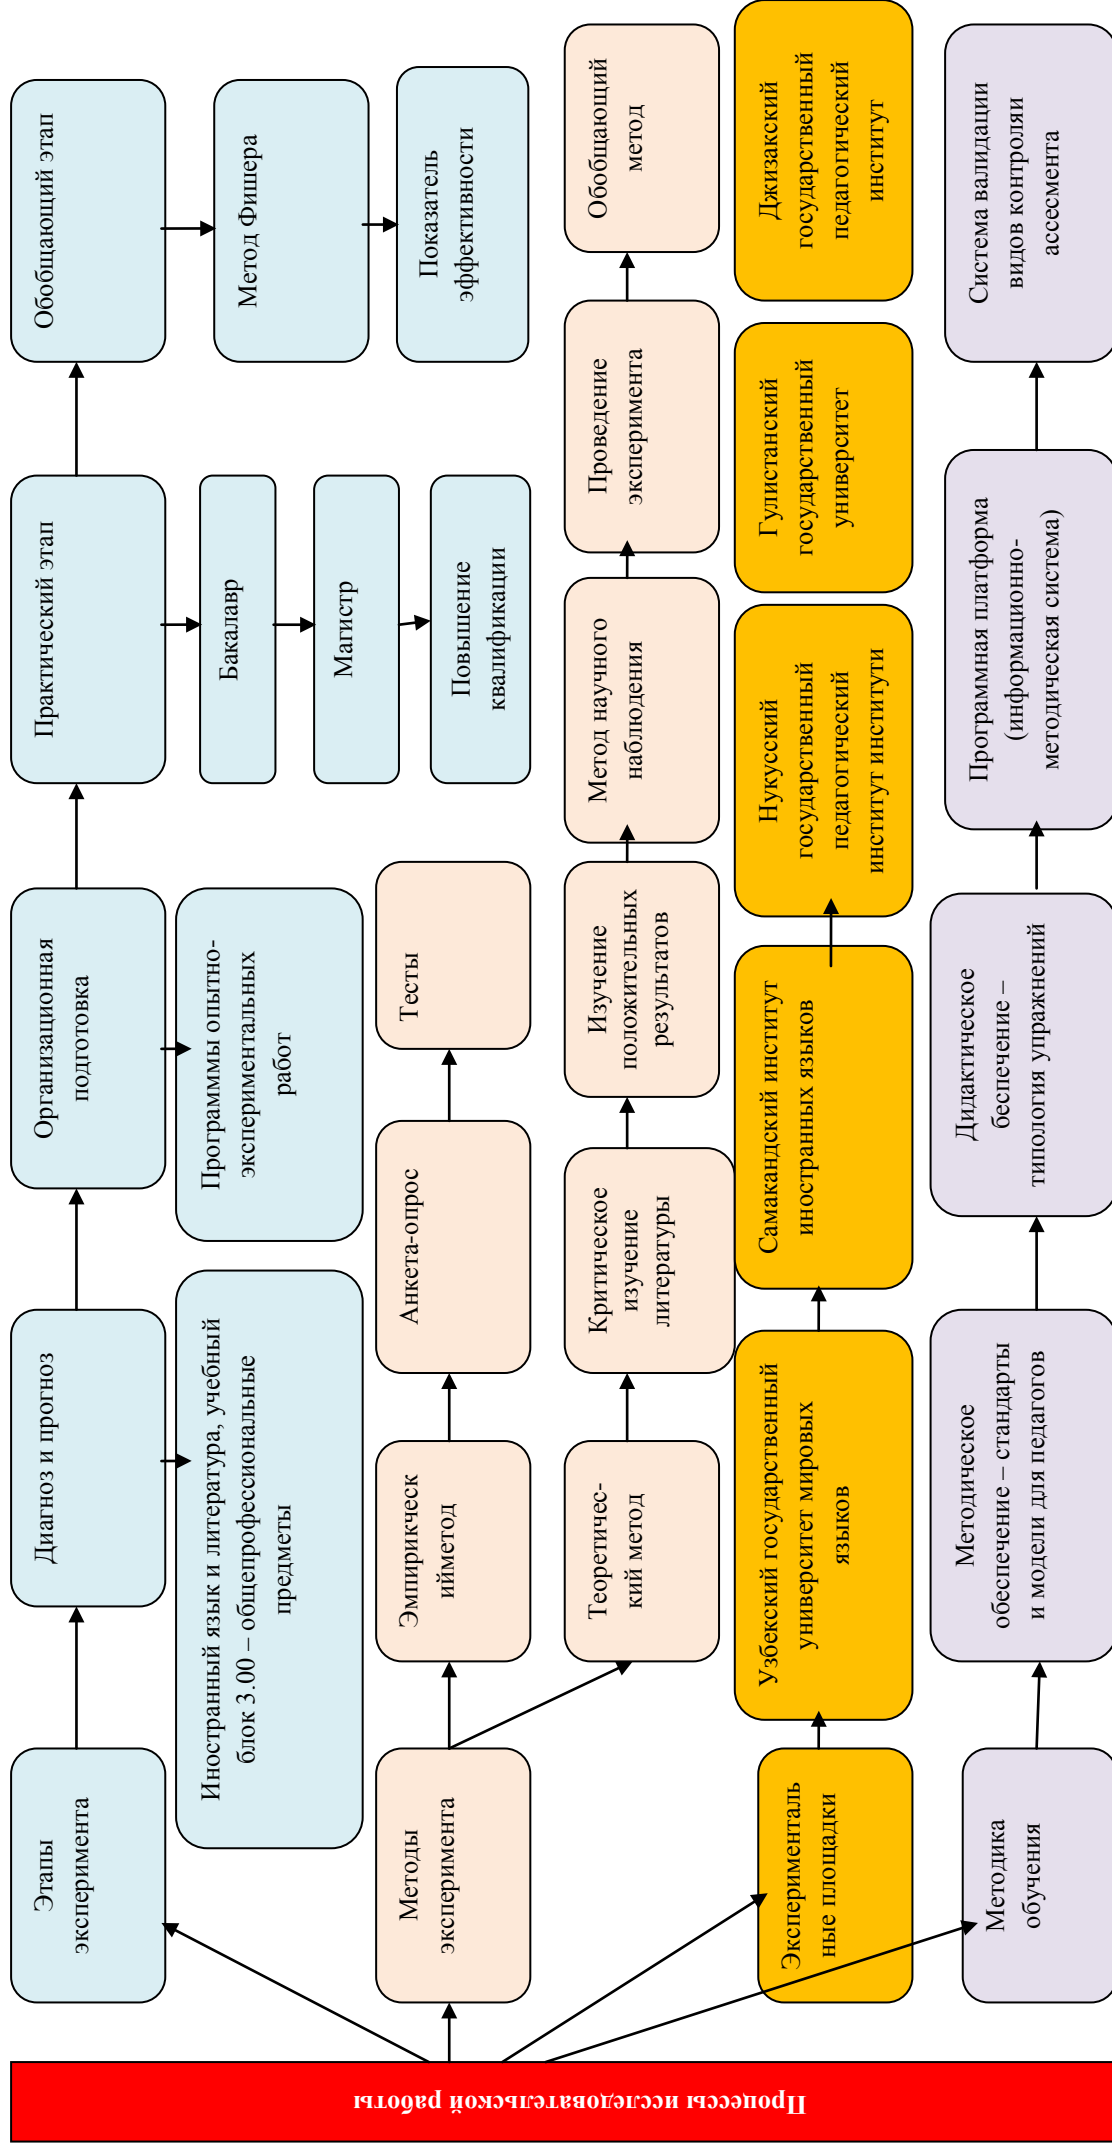 Процессы исследовательской работы
Этапы
эксперимента
Диагноз и прогноз
Организационная
подготовка
Практический этап
Обобщающий этап
Иностранный язык и литература, учебный
блок 3.00 – общепрофессиональные
предметы
Программы опытно-
экспериментальных
работ
Бакалавр
Магистр
Повышение
квалификации
Метод Фишера
Показатель
эффективности
Методы
эксперимента
Эмпирикческ
ийметод
Анкета-опрос
Тесты
Теоретичес-
кий метод
Критическое
изучение
литературы
Изучение
положительных
результатов
Метод научного
наблюдения
Проведение
эксперимента
Обобщающий
метод
Эксперименталь
ные площадки
Узбекский государственный
университет мировых
языков
Самакандский институт
иностранных языков
Нукусский
государственный
педагогический
институт институти
Гулистанский
государственный
университет
Джизакский
государственный
педагогический
институт
Методика
обучения
Методическое
обеспечение – стандарты
и модели для педагогов
Дидактическое
беспечение –
типология упражнений
Программная платформа
(информационно-
методическая система)
Система валидации
видов контроляи
ассесмента